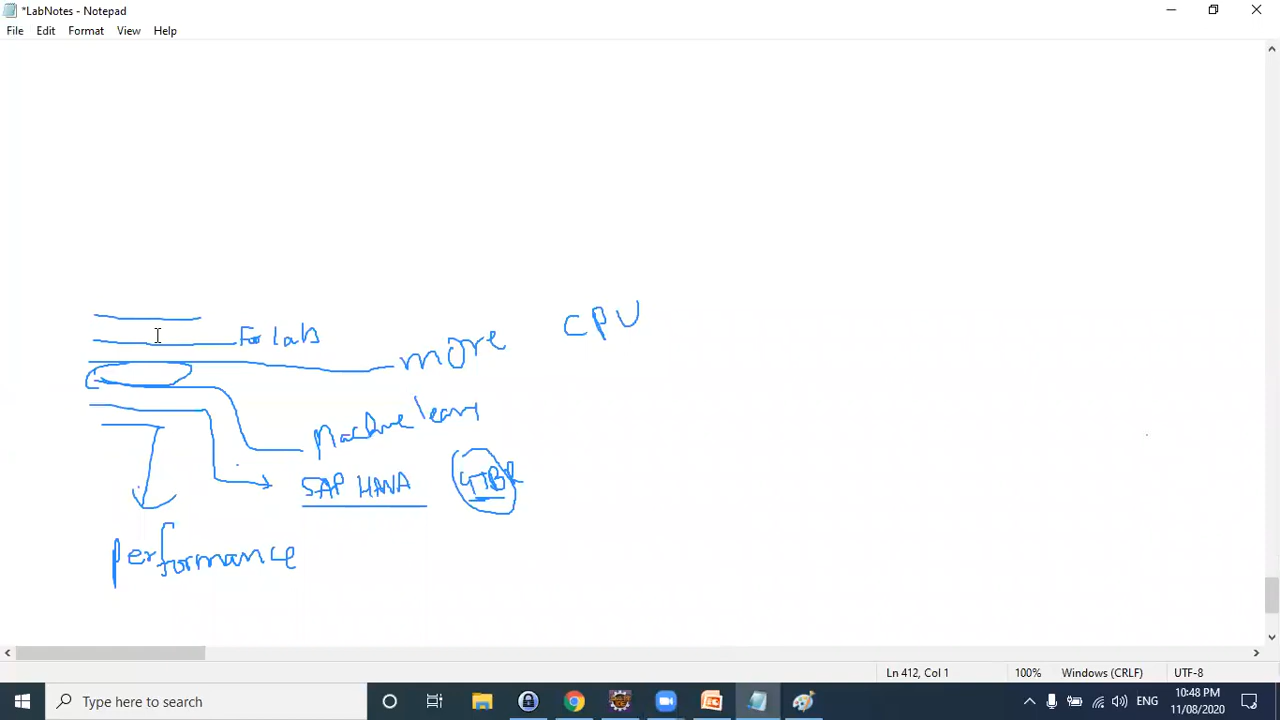 *LabNotes - Notepad
File Edit Format View Help
CPU
For lab
more
Machine learn
SAP HANA 4TB R
performance
Ln 412, Col 1 100% Windows (CRLF) UTF-8
Type here to search
ENG
10:48 PM
11/08/2020